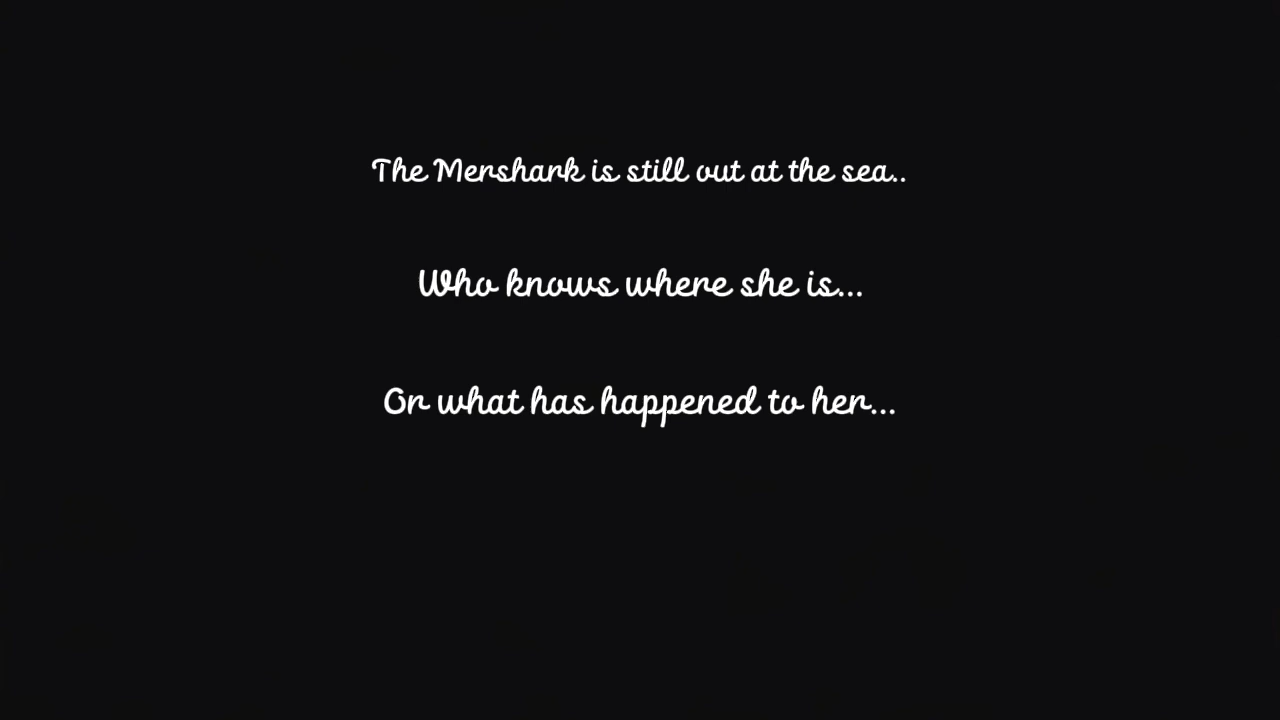 The Mershark is still out at the sea..
Who knows where she is...
Or what has happened to her...